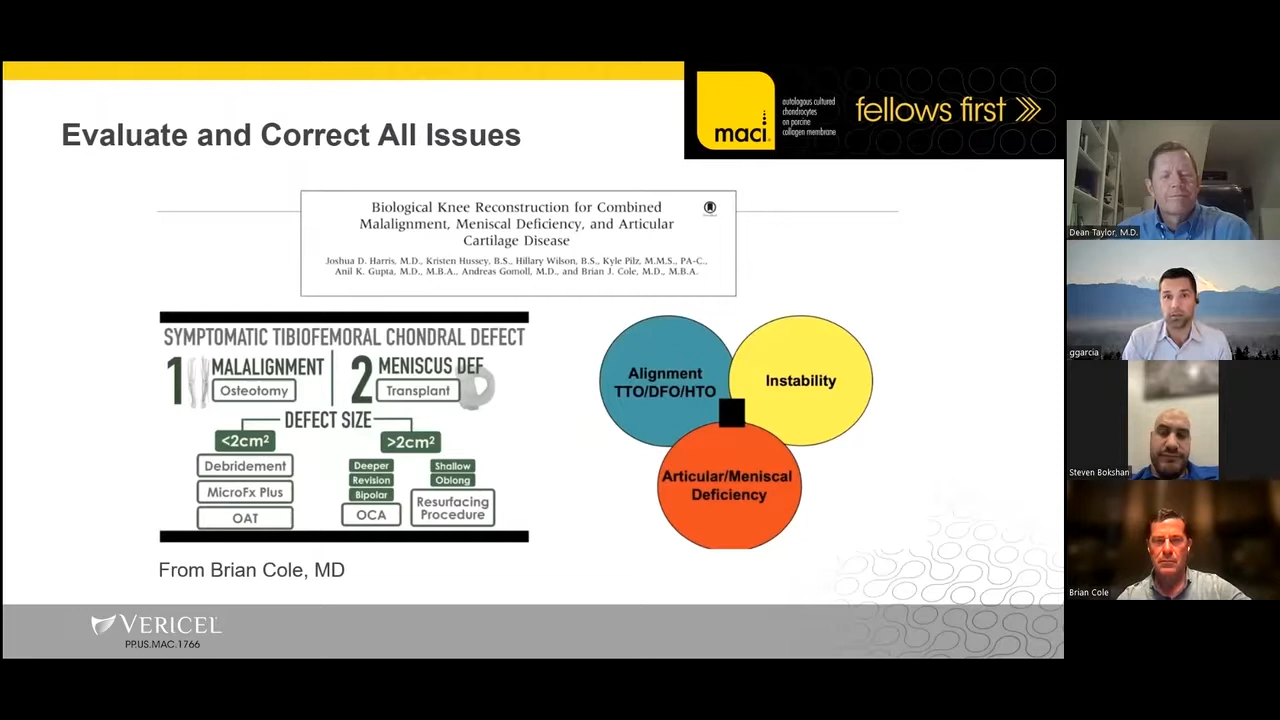 Evaluate and Correct All Issues
maci
autologous cultured
chondrocytes
on porcine
collagen membrane
fellows first
Biological Knee Reconstruction for Combined
Malalignment, Meniscal Deficiency, and Articular
Cartilage Disease
Joshua D. Harris, M.D., Kristen Hussey, B.S., Hillary Wilson, B.S., Kyle Pilz, M.M.S., PA-C.,
Anil K. Gupta, M.D., M.B.A., Andreas Gomoll, M.D., and Brian J. Cole, M.D., M.B.A.
SYMPTOMATIC TIBIOFEMORAL CHONDRAL DEFECT
1 MALALIGNMENT
Osteotomy
2 MENISCUS DEF
Transplant
DEFECT SIZE
<2cm²
Debridement
MicroFx Plus
OAT
>2cm²
Deeper
Revision
Bipolar
OCA
Shallow
Oblong
Resurfacing
Procedure
From Brian Cole, MD
Alignment
TTO/DFO/HTO
Instability
Articular/Meniscal
Deficiency
VERICEL
PP.US.MAC.1766
Dean Taylor, M.D.
ggarcia
Steven Bokshan
Brian Cole